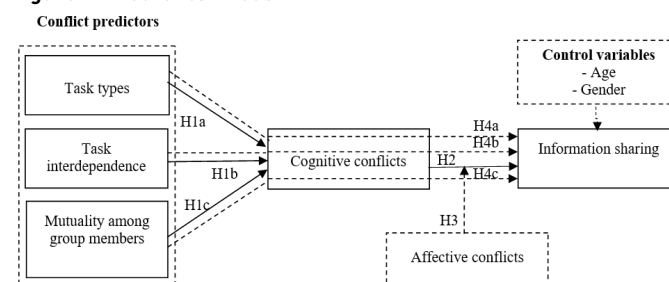 Conflict predictors
Control variables
- Age
- Gender
Task types
H1a
H4a
Task
interdependence
Cognitive conflicts
H4b
Information sharing
H2
H1b
H4c
H1c
Mutuality among
group members
H3
Affective conflicts